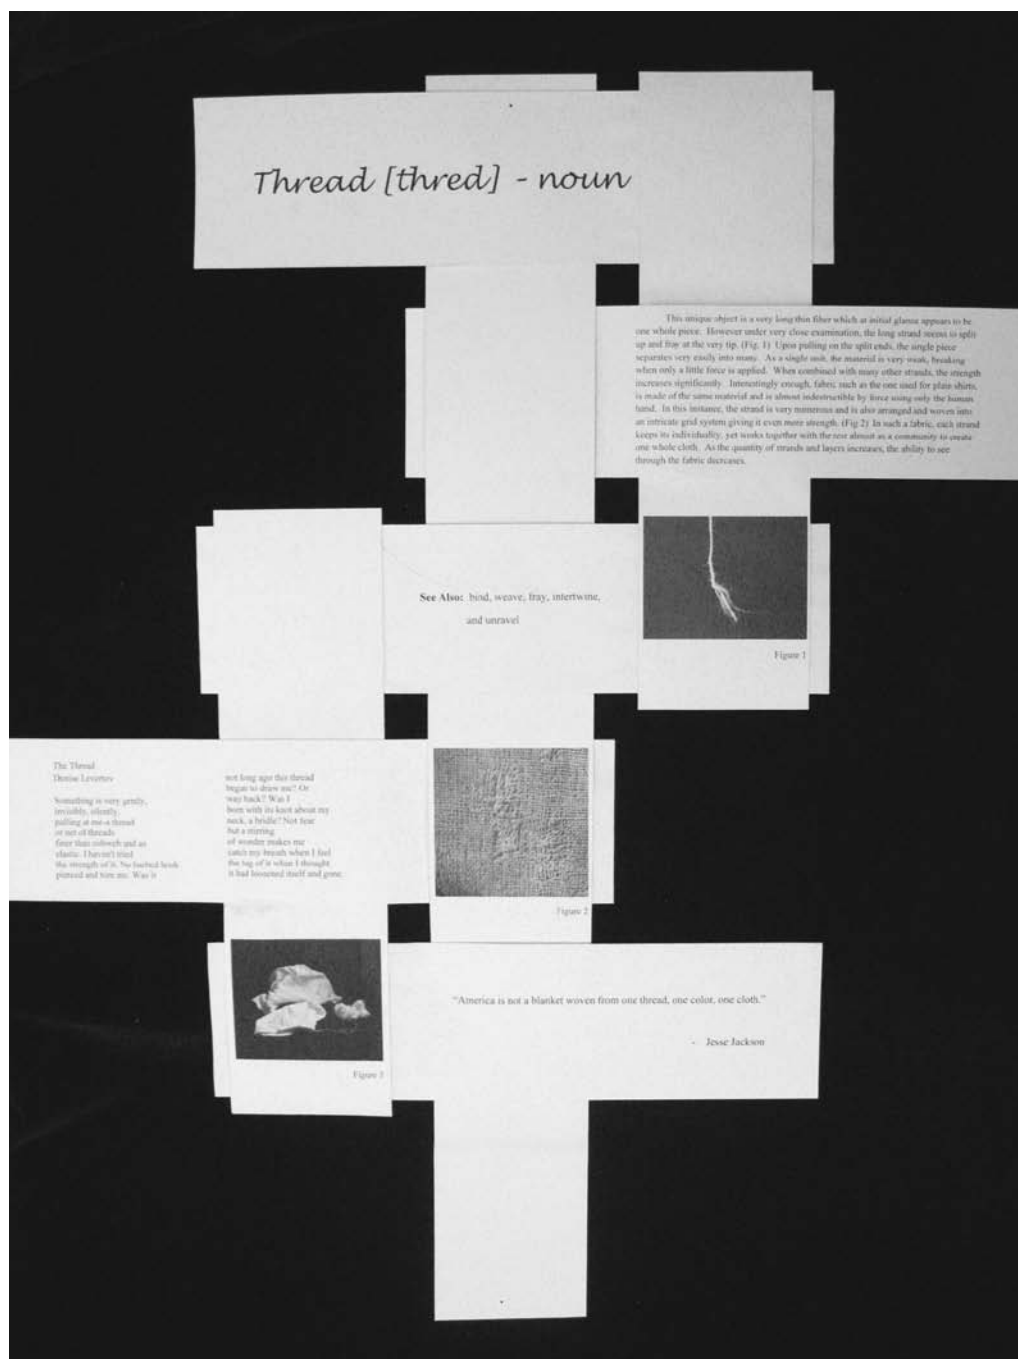 Thread [thred] - noun
This unique object is a very long thin fiber which at initial glance appears to be
one whole piece. However under very close examination, the long strand seems to split
up and fray at the very tip. (Fig. 1) Upon pulling on the split ends, the single piece
separates very easily into many. As a single unit, the material is very weak, breaking
when only a little force is applied. When combined with many other strands, the strength
increases significantly. Interestingly enough, fabric such as the one used for plain shirts,
is made of the same material and is almost indestructible by force using only the human
hand. In this instance, the strand is very numerous and is also arranged and woven into
an intricate grid system giving it even more strength. (Fig 2) In such a fabric, each strand
keeps its individuality, yet works together with the rest almost as a community to create
one whole cloth. As the quantity of strands and layers increases, the ability to see
through the fabric decreases.
See Also: bind, weave, fray, intertwine,
and unravel
Figure 1
The Thread
Denise Levertov
Something is very gently,
invisibly, silently,
pulling at me-a thread
or net of threads
finer than cobweb and as
elastic. I haven't tried
the strength of it. No barbed hook
pierced and tore me. Was it
not long ago this thread
began to draw me? Or
way back? Was I
born with its knot about my
neck, a bridle? Not fear
but a stirring
of wonder makes me
catch my breath when I feel
the tug of it when I thought
it had loosened itself and gone.
Figure 2
Figure 3
"America is not a blanket woven from one thread, one color, one cloth."
- Jesse Jackson